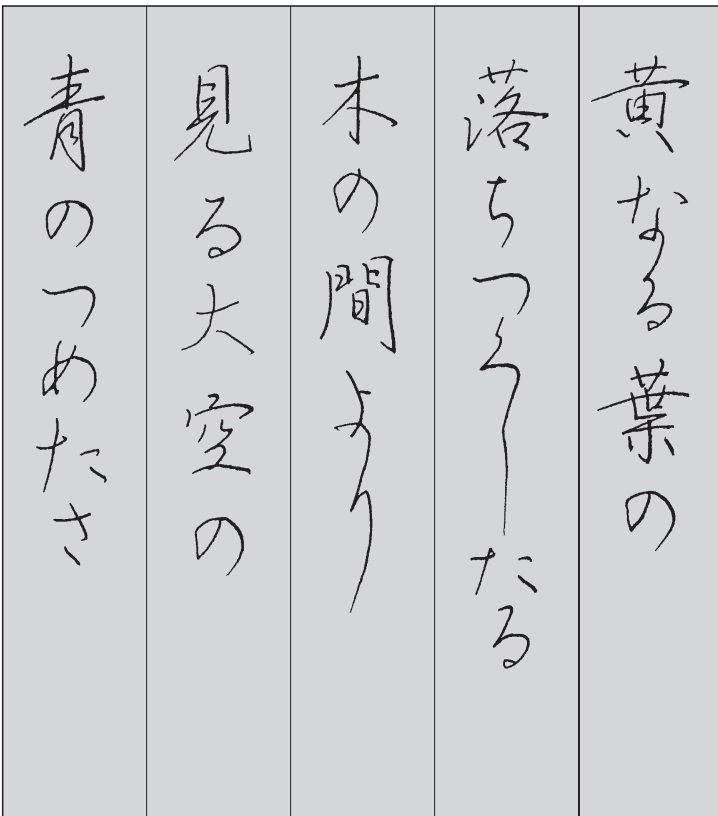 黄なる葉の
落ちつくしたる
木の間より
見る大空の
青のつめたさ